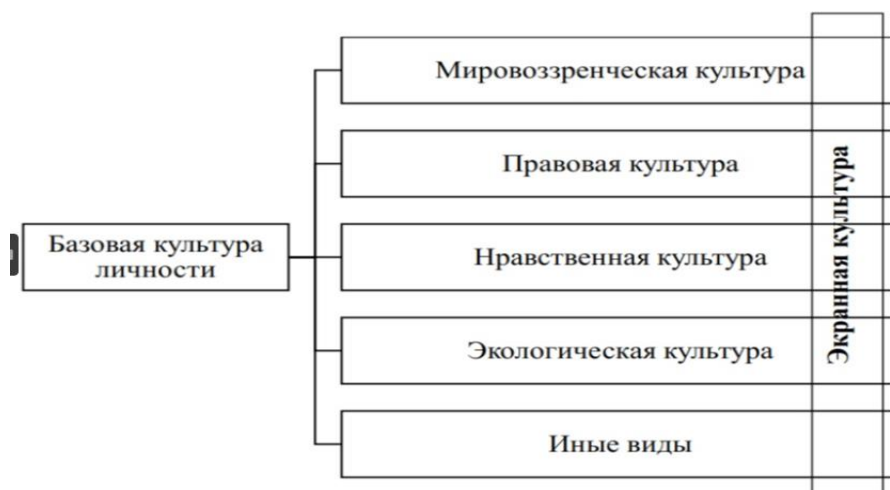 Мировоззренческая культура
Правовая культура
Базовая культура
личности
Нравственная культура
Экологическая культура
Иные виды
Экранная культура